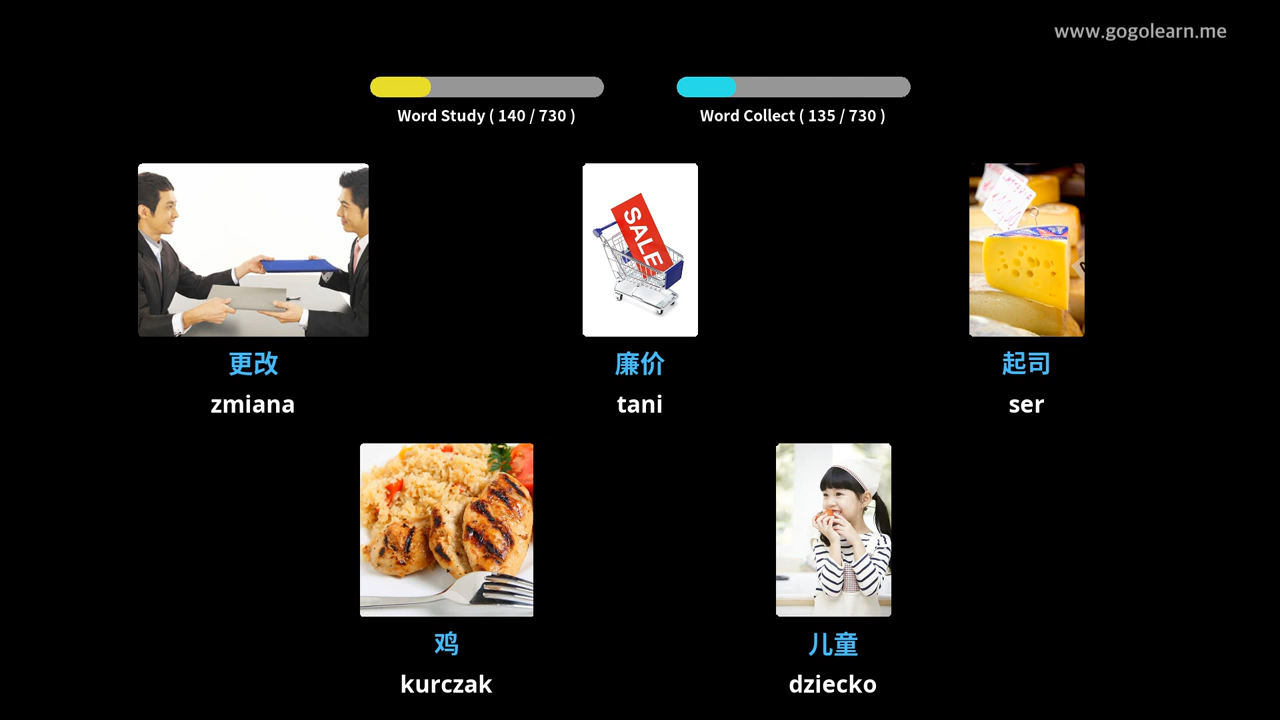 www.gogolearn.me
Word Study ( 140 / 730 )
Word Collect ( 135 / 730 )
SALE
更改
廉价
起司
zmiana
tani
ser
鸡
儿童
kurczak
dziecko